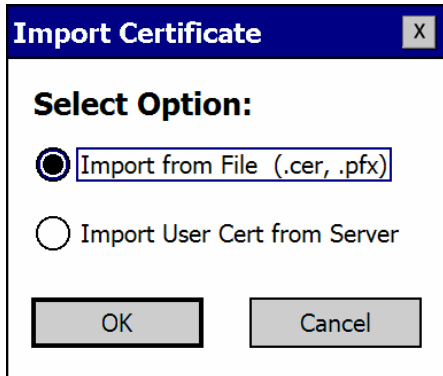 Import Certificate X
Select Option:
Import from File (.cer, .pfx)
Import User Cert from Server
OK Cancel